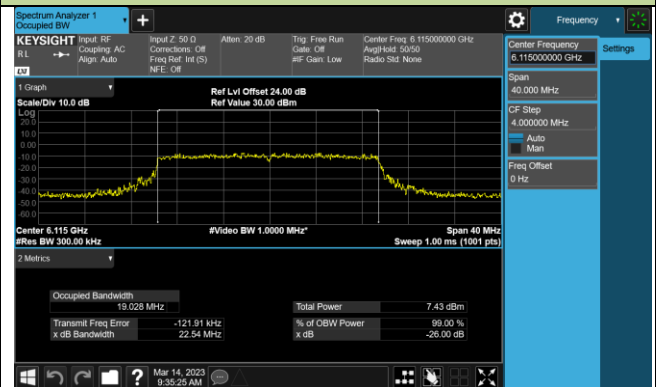 Spectrum Analyzer 1
Occupied BW
Frequency
KEYSIGHT
RL
Input: RF
Coupling: AC
Align: Auto
Input Z: 50 Ω
Corrections: Off
Freq Ref: Int (S)
NFE: Off
Atten: 20 dB
Trig: Free Run
Gate: Off
#IF Gain: Low
Center Freq: 6.115000000 GHz
Avg|Hold: 50/50
Radio Std: None
LXI
Center Frequency
6.115000000 GHz
Settings
Span
40.000 MHz
CF Step
4.000000 MHz
Auto
Man
Freq Offset
0 Hz
1 Graph
Scale/Div 10.0 dB
Ref Lvl Offset 24.00 dB
Ref Value 30.00 dBm
Log
20.0
10.0
0.00
-10.0
-20.0
-30.0
-40.0
-50.0
-60.0
Center 6.115 GHz
#Res BW 300.00 kHz
#Video BW 1.0000 MHz*
Span 40 MHz
Sweep 1.00 ms (1001 pts)
2 Metrics
Occupied Bandwidth
19.028 MHz
Total Power 7.43 dBm
Transmit Freq Error -121.91 kHz
% of OBW Power 99.00 %
x dB Bandwidth 22.54 MHz
x dB -26.00 dB
Mar 14, 2023
9:35:25 AM